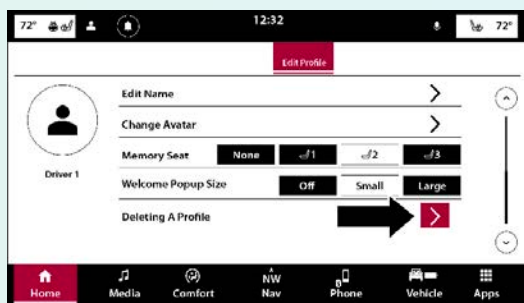 72° 12:32 72°
Edit Profile
Edit Name
Change Avatar
Memory Seat None 1 2 3
Driver 1
Welcome Popup Size Off Small Large
Deleting A Profile
NW
Home Media Comfort Nav Phone Vehicle Apps